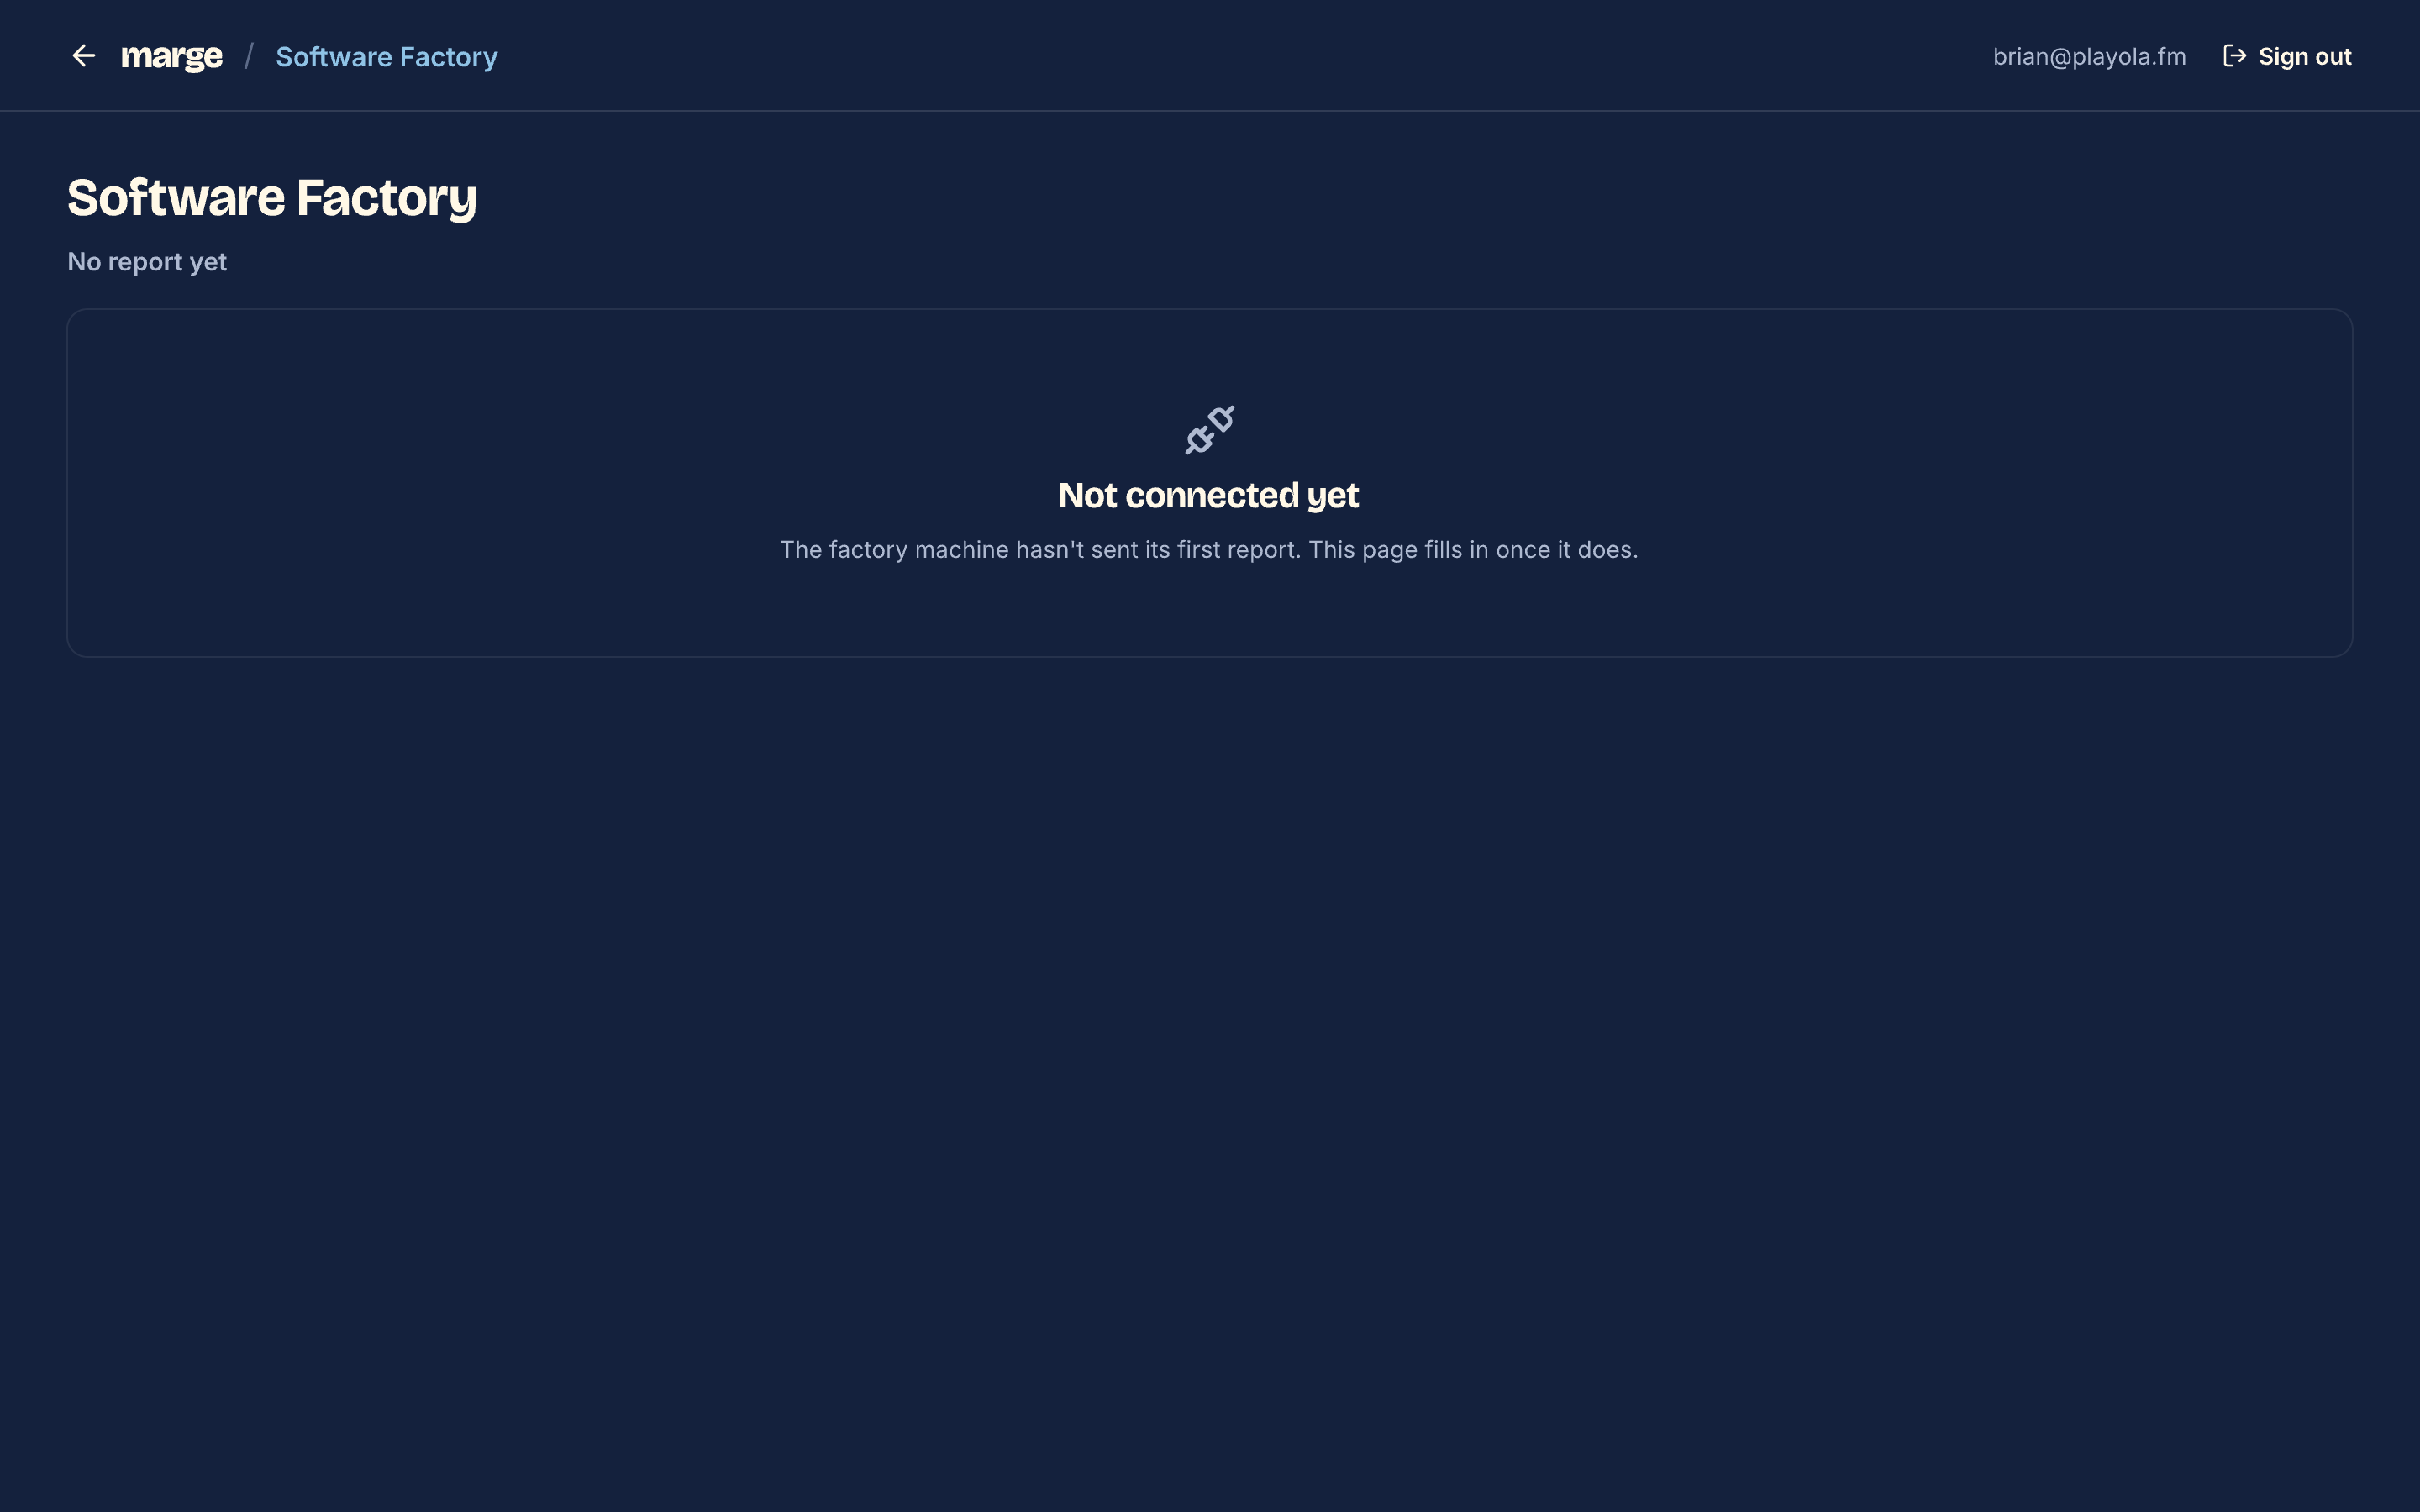 marge / Software Factory
brian@playola.fm
Sign out
Software Factory
No report yet
Not connected yet
The factory machine hasn't sent its first report. This page fills in once it does.